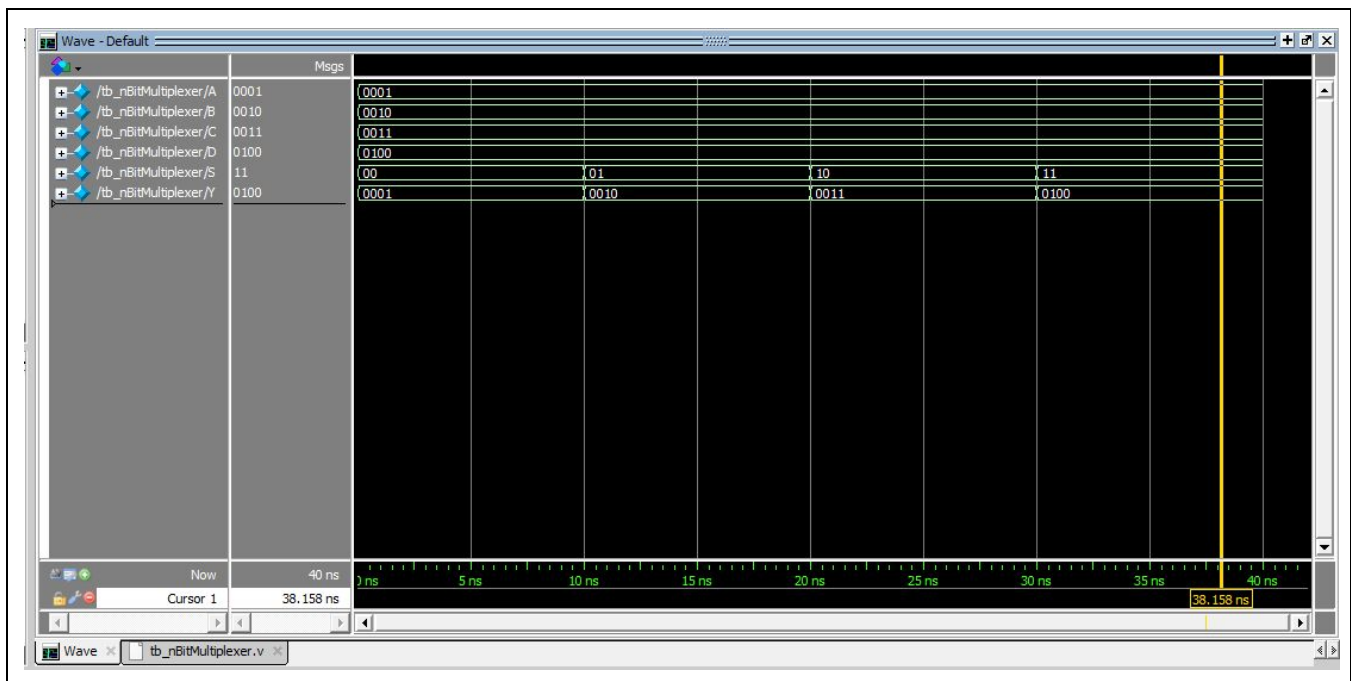 Wave - Default
Msgs
/tb_nBitMultiplexer/A 0001 0001
/tb_nBitMultiplexer/B 0010 0010
/tb_nBitMultiplexer/C 0011 0011
/tb_nBitMultiplexer/D 0100 0100
/tb_nBitMultiplexer/S 11 00 01 10 11
/tb_nBitMultiplexer/Y 0100 0001 0010 0011 0100
Now 40 ns ns 5 ns 10 ns 15 ns 20 ns 25 ns 30 ns 35 ns 40 ns
Cursor 1 38.158 ns 38.158 ns
Wave tb_nBitMultiplexer.v